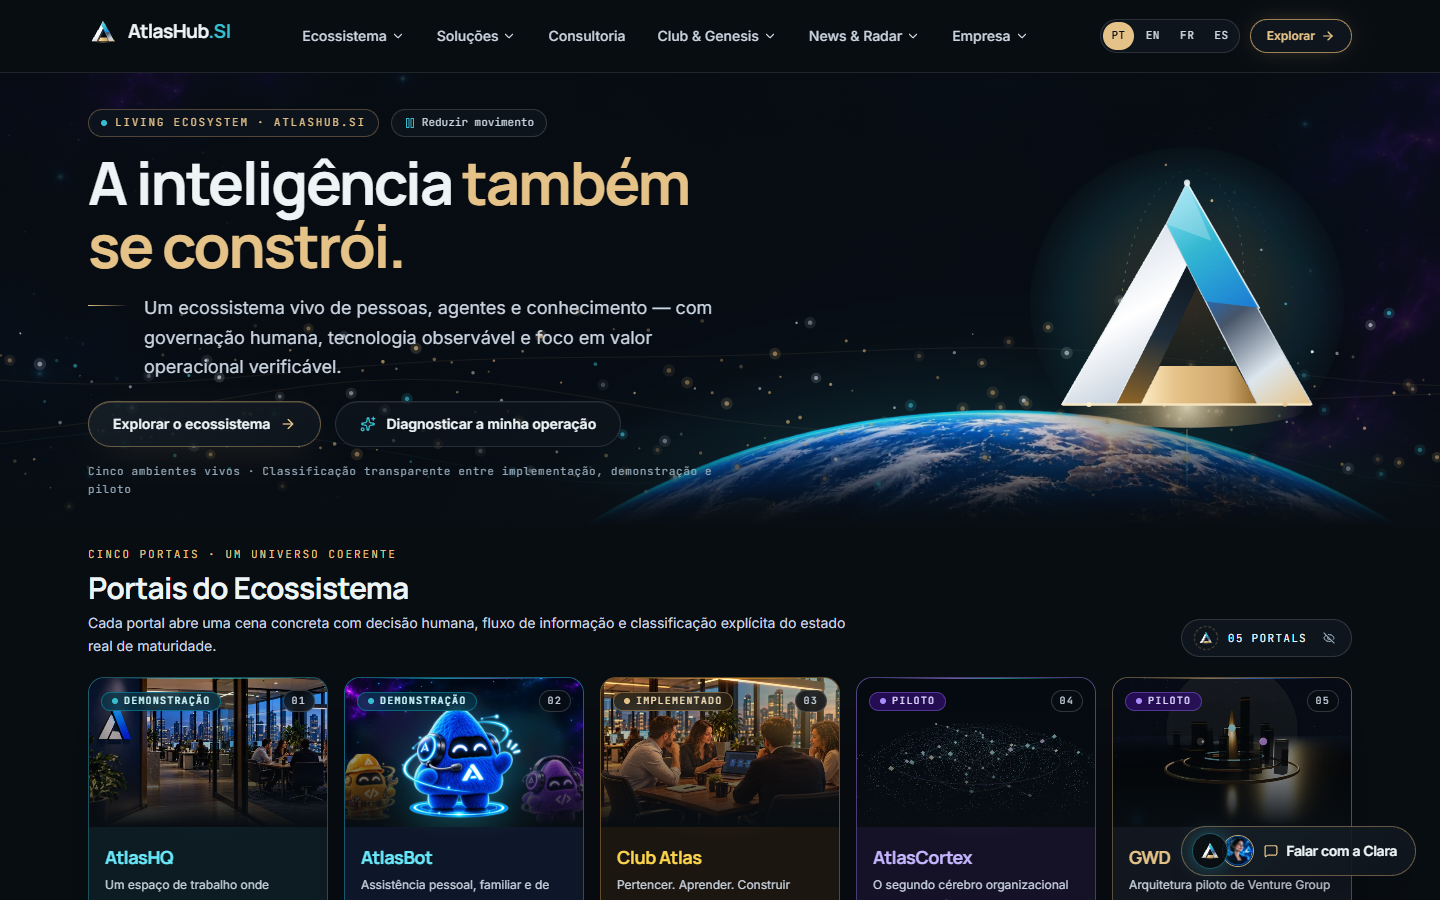 AtlasHub.SI
Ecossistema
Soluções
Consultoria
Club & Genesis
News & Radar
Empresa
PT EN FR ES
Explorar →
LIVING ECOSYSTEM · ATLASHUB.SI
Reduzir movimento
A inteligência também
se constrói.
Um ecossistema vivo de pessoas, agentes e conhecimento — com
governação humana, tecnologia observável e foco em valor
operacional verificável.
Explorar o ecossistema →
Diagnosticar a minha operação
Cinco ambientes vivos · Classificação transparente entre implementação, demonstração e
piloto
CINCO PORTAIS · UM UNIVERSO COERENTE
Portais do Ecossistema
Cada portal abre uma cena concreta com decisão humana, fluxo de informação e classificação explícita do estado
real de maturidade.
05 PORTALS
DEMONSTRAÇÃO 01
AtlasHQ
Um espaço de trabalho onde
DEMONSTRAÇÃO 02
AtlasBot
Assistência pessoal, familiar e de
IMPLEMENTADO 03
Club Atlas
Pertencer. Aprender. Construir
PILOTO 04
AtlasCortex
O segundo cérebro organizacional
PILOTO 05
GWD
Arquitetura piloto de Venture Group
Falar com a Clara